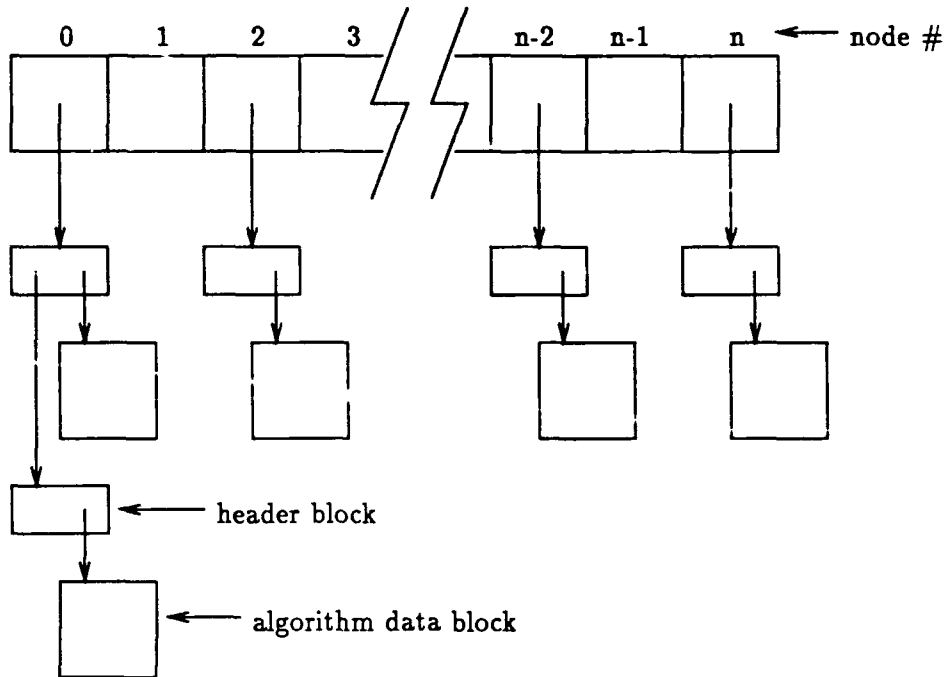 0 1 2 3 n-2 n-1 n node #
header block
algorithm data block